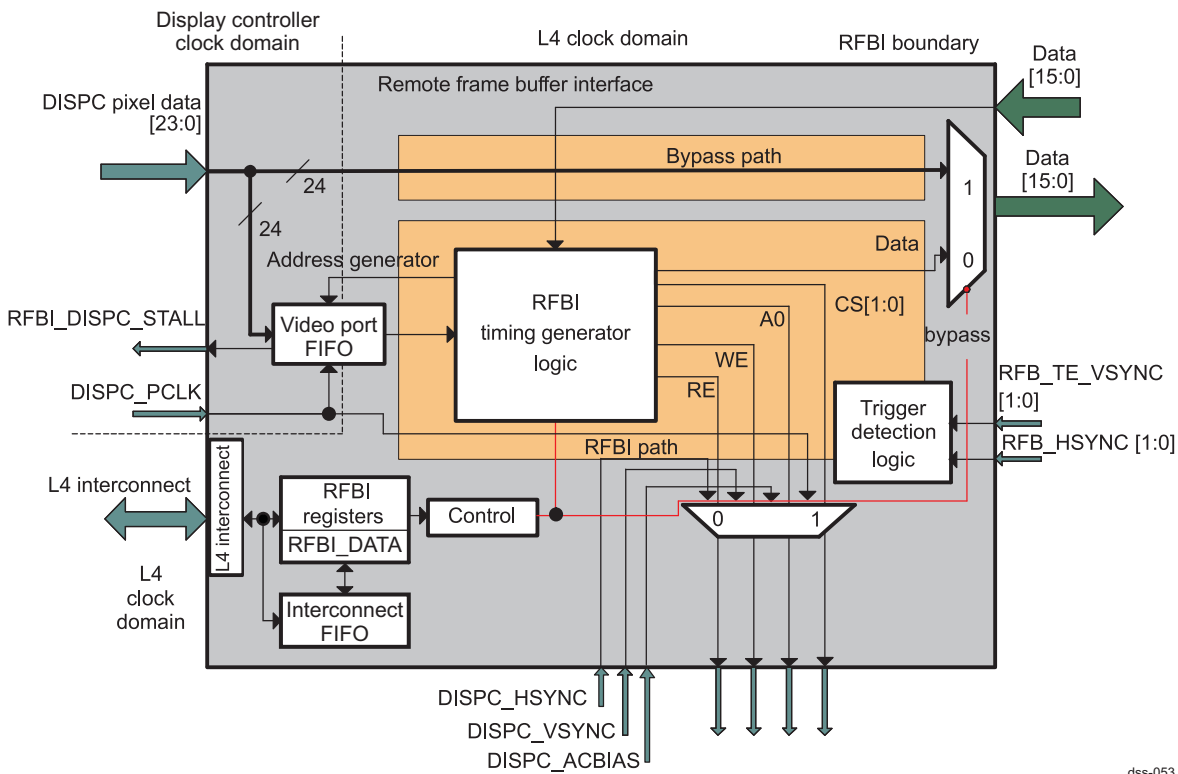 Display controller
clock domain
L4 clock domain
RFBI boundary
Data
[15:0]
Remote frame buffer interface
DISPC pixel data
[23:0]
Bypass path
24
24
1
0
Data
[15:0]
Address generator
Data
RFBI
timing generator
logic
CS[1:0]
A0
WE
RE
bypass
RFBI_DISPC_STALL
Video port
FIFO
DISPC_PCLK
RFB_TE_VSYNC
[1:0]
RFB_HSYNC [1:0]
Trigger
detection
logic
RFBI path
L4 interconnect
L4 interconnect
RFBI
registers
RFBI_DATA
Control
0
1
L4
clock
domain
Interconnect
FIFO
DISPC_HSYNC
DISPC_VSYNC
DISPC_ACBIAS
dss-053